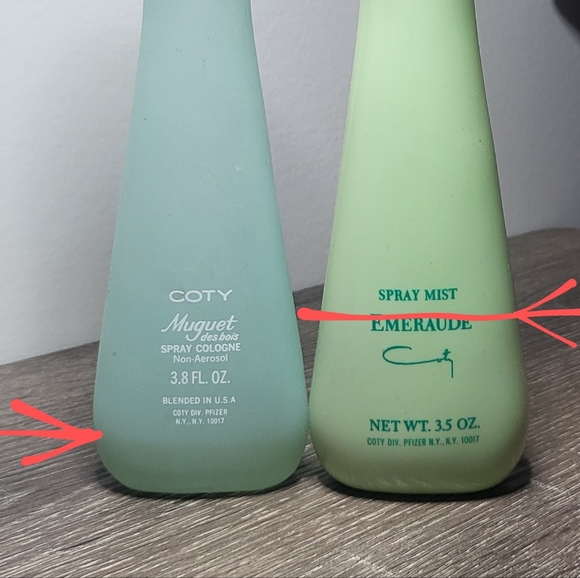 COTY
Muguet
des bois
SPRAY COLOGNE
Non-Aerosol
3.8 FL. OZ.
BLENDED IN U.S.A
COTY DIV. PFIZER
N.Y., N.Y. 10017
SPRAY MIST
EMERAUDE
Coty
NET WT. 3.5 OZ.
COTY DIV. PFIZER N.Y., N.Y. 10017